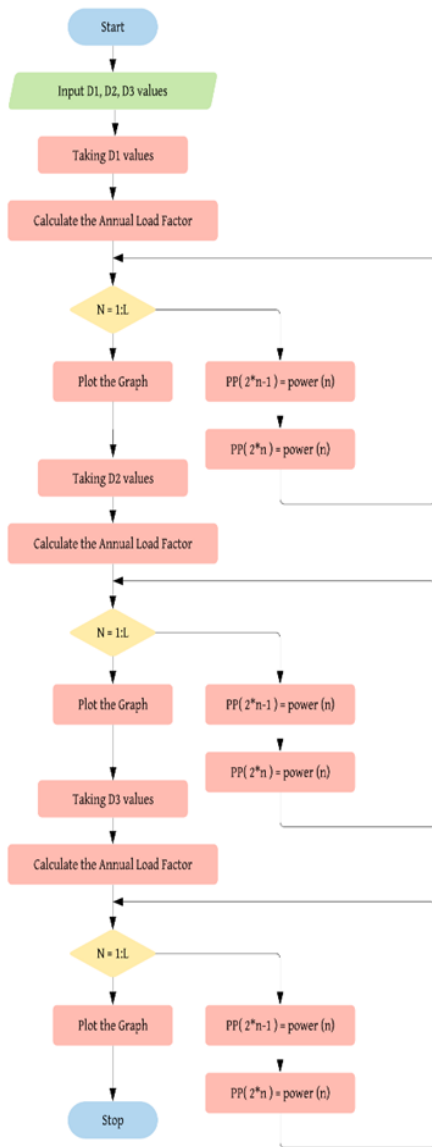 Start
Input D1, D2, D3 values
Taking D1 values
Calculate the Annual Load Factor
N = 1:L
Plot the Graph
PP( 2*n-1 ) = power (n)
PP( 2*n ) = power (n)
Taking D2 values
Calculate the Annual Load Factor
N = 1:L
Plot the Graph
PP( 2*n-1 ) = power (n)
PP( 2*n ) = power (n)
Taking D3 values
Calculate the Annual Load Factor
N = 1:L
Plot the Graph
PP( 2*n-1 ) = power (n)
PP( 2*n ) = power (n)
Stop